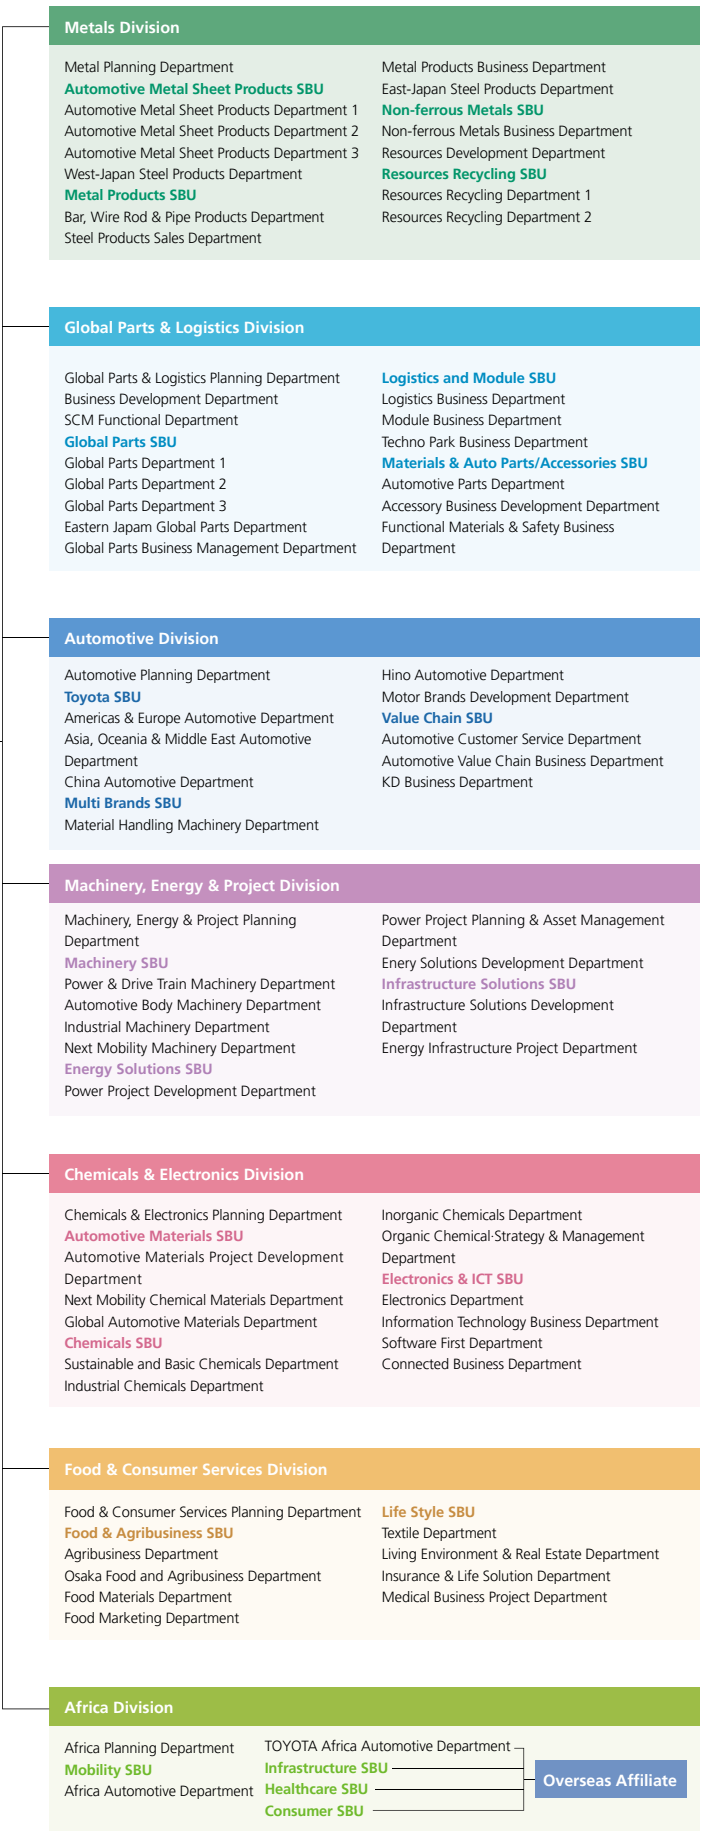 Metals Division
Metal Planning Department
Automotive Metal Sheet Products SBU
Automotive Metal Sheet Products Department 1
Automotive Metal Sheet Products Department 2
Automotive Metal Sheet Products Department 3
West-Japan Steel Products Department
Metal Products SBU
Bar, Wire Rod & Pipe Products Department
Steel Products Sales Department
Metal Products Business Department
East-Japan Steel Products Department
Non-ferrous Metals SBU
Non-ferrous Metals Business Department
Resources Development Department
Resources Recycling SBU
Resources Recycling Department 1
Resources Recycling Department 2
Global Parts & Logistics Division
Global Parts & Logistics Planning Department
Business Development Department
SCM Functional Department
Global Parts SBU
Global Parts Department 1
Global Parts Department 2
Global Parts Department 3
Eastern Japam Global Parts Department
Global Parts Business Management Department
Logistics and Module SBU
Logistics Business Department
Module Business Department
Techno Park Business Department
Materials & Auto Parts/Accessories SBU
Automotive Parts Department
Accessory Business Development Department
Functional Materials & Safety Business
Department
Automotive Division
Automotive Planning Department
Toyota SBU
Americas & Europe Automotive Department
Asia, Oceania & Middle East Automotive
Department
China Automotive Department
Multi Brands SBU
Material Handling Machinery Department
Hino Automotive Department
Motor Brands Development Department
Value Chain SBU
Automotive Customer Service Department
Automotive Value Chain Business Department
KD Business Department
Machinery, Energy & Project Division
Machinery, Energy & Project Planning
Department
Machinery SBU
Power & Drive Train Machinery Department
Automotive Body Machinery Department
Industrial Machinery Department
Next Mobility Machinery Department
Energy Solutions SBU
Power Project Development Department
Power Project Planning & Asset Management
Department
Enery Solutions Development Department
Infrastructure Solutions SBU
Infrastructure Solutions Development
Department
Energy Infrastructure Project Department
Chemicals & Electronics Division
Chemicals & Electronics Planning Department
Automotive Materials SBU
Automotive Materials Project Development
Department
Next Mobility Chemical Materials Department
Global Automotive Materials Department
Chemicals SBU
Sustainable and Basic Chemicals Department
Industrial Chemicals Department
Inorganic Chemicals Department
Organic Chemical·Strategy & Management
Department
Electronics & ICT SBU
Electronics Department
Information Technology Business Department
Software First Department
Connected Business Department
Food & Consumer Services Division
Food & Consumer Services Planning Department
Food & Agribusiness SBU
Agribusiness Department
Osaka Food and Agribusiness Department
Food Materials Department
Food Marketing Department
Life Style SBU
Textile Department
Living Environment & Real Estate Department
Insurance & Life Solution Department
Medical Business Project Department
Africa Division
Africa Planning Department
Mobility SBU
Africa Automotive Department
TOYOTA Africa Automotive Department
Infrastructure SBU
Healthcare SBU
Consumer SBU
Overseas Affiliate